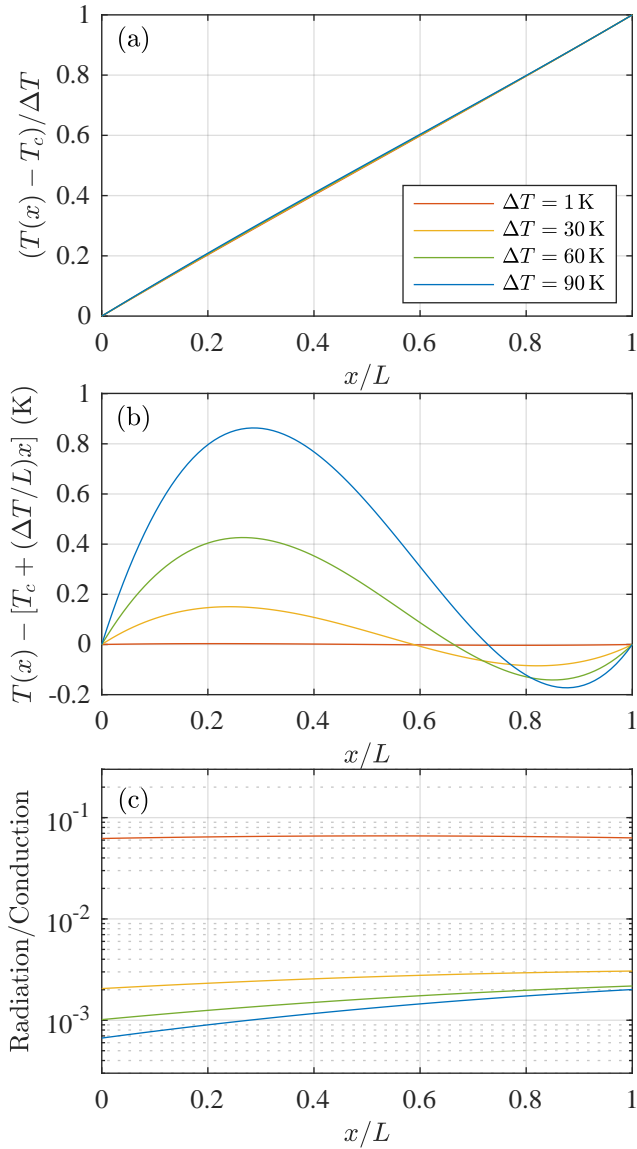 (a)
(T(x) − T_c)/ΔT
1
0.8
0.6
0.4
0.2
0
ΔT = 1 K
ΔT = 30 K
ΔT = 60 K
ΔT = 90 K
0 0.2 0.4 0.6 0.8 1
x/L
(b)
T(x) − [T_c + (ΔT/L)x] (K)
1
0.8
0.6
0.4
0.2
0
-0.2
0 0.2 0.4 0.6 0.8 1
x/L
(c)
Radiation/Conduction
10^-1
10^-2
10^-3
0 0.2 0.4 0.6 0.8 1
x/L